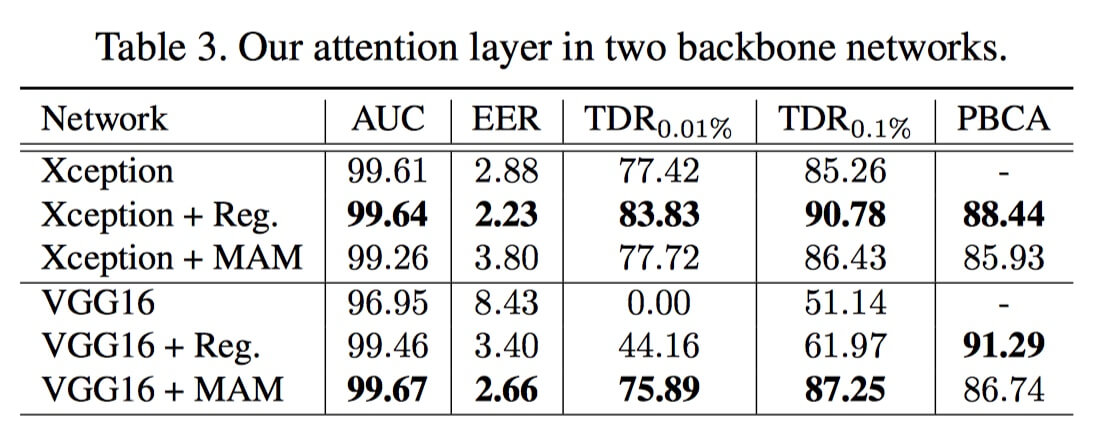 Table 3. Our attention layer in two backbone networks.
Network AUC EER TDR0.01% TDR0.1% PBCA
Xception 99.61 2.88 77.42 85.26 -
Xception + Reg. 99.64 2.23 83.83 90.78 88.44
Xception + MAM 99.26 3.80 77.72 86.43 85.93
VGG16 96.95 8.43 0.00 51.14 -
VGG16 + Reg. 99.46 3.40 44.16 61.97 91.29
VGG16 + MAM 99.67 2.66 75.89 87.25 86.74